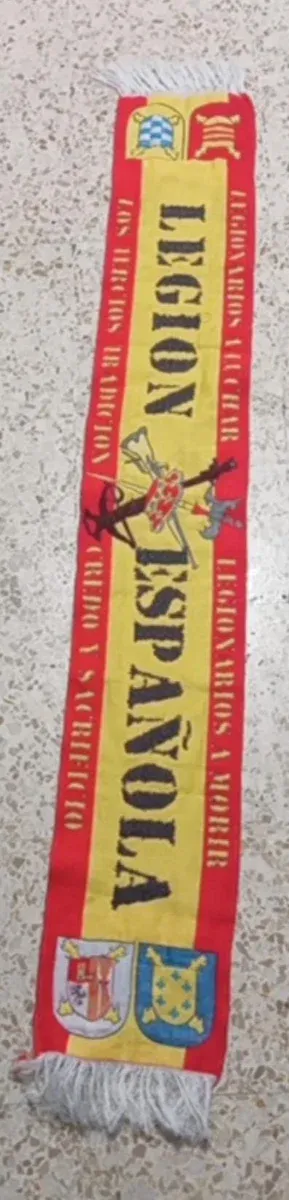 LEGIONARIOS A LUCHAR LEGIONARIOS A MORIR
LEGION ESPAÑOLA
LOS TERCIOS TRADICION CREDO Y SACRIFICIO